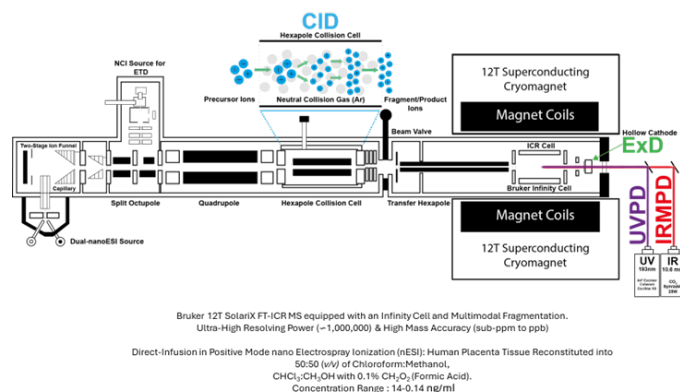 CID
Hexapole Collision Cell
NCI Source for
ETD
Precursor Ions
Neutral Collision Gas (Ar)
Fragment/Product
Ions
12T Superconducting
Cryomagnet
Magnet Coils
Beam Valve
Two-Stage Ion Funnel
Capillary
ICR Cell
Hollow Cathode
ExD
Bruker Infinity Cell
Split Octupole
Quadrupole
Hexapole Collision Cell
Transfer Hexapole
Dual-nanoESI Source
Magnet Coils
12T Superconducting
Cryomagnet
UVPD
IRMPD
UV
193nm
IR
Bruker 12T SolariX FT-ICR MS equipped with an Infinity Cell and Multimodal Fragmentation.
Ultra-High Resolving Power (~1,000,000) & High Mass Accuracy (sub-ppm to ppb)
Direct-Infusion in Positive Mode nano Electrospray Ionization (nESI): Human Placenta Tissue Reconstituted into
50:50 (v/v) of Chloroform:Methanol,
CHCl₃:CH₃OH with 0.1% CH₂O₂ (Formic Acid).
Concentration Range : 14-0.14 ng/ml